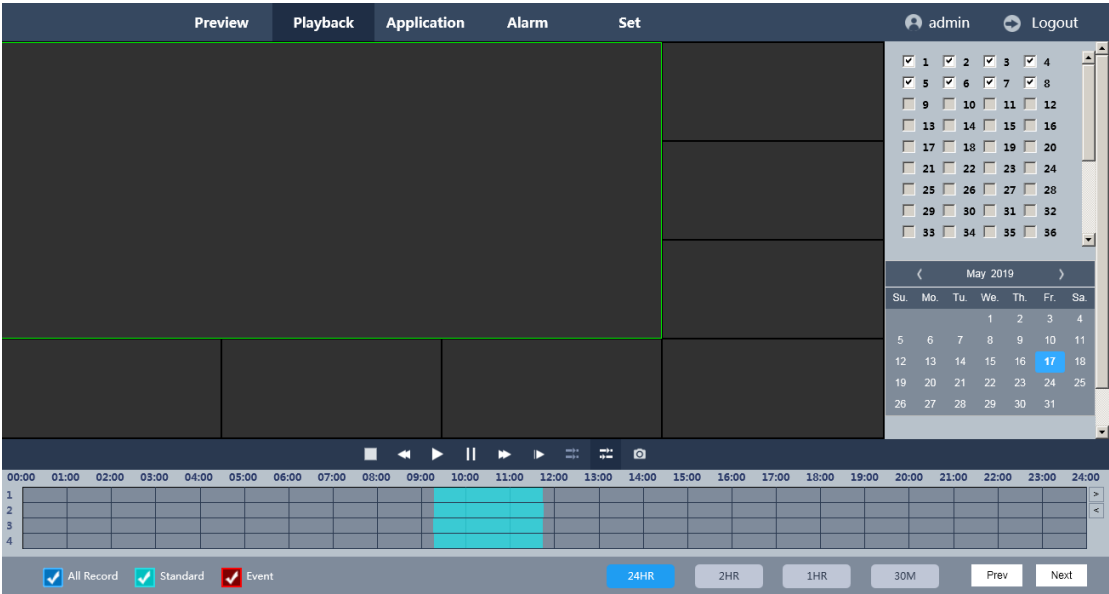 Preview Playback Application Alarm Set admin Logout
1 2 3 4
5 6 7 8
9 10 11 12
13 14 15 16
17 18 19 20
21 22 23 24
25 26 27 28
29 30 31 32
33 34 35 36
May 2019
Su. Mo. Tu. We. Th. Fr. Sa.
1 2 3 4
5 6 7 8 9 10 11
12 13 14 15 16 17 18
19 20 21 22 23 24 25
26 27 28 29 30 31
00:00 01:00 02:00 03:00 04:00 05:00 06:00 07:00 08:00 09:00 10:00 11:00 12:00 13:00 14:00 15:00 16:00 17:00 18:00 19:00 20:00 21:00 22:00 23:00 24:00
1 >
2 <
3
4
All Record Standard Event 24HR 2HR 1HR 30M Prev Next